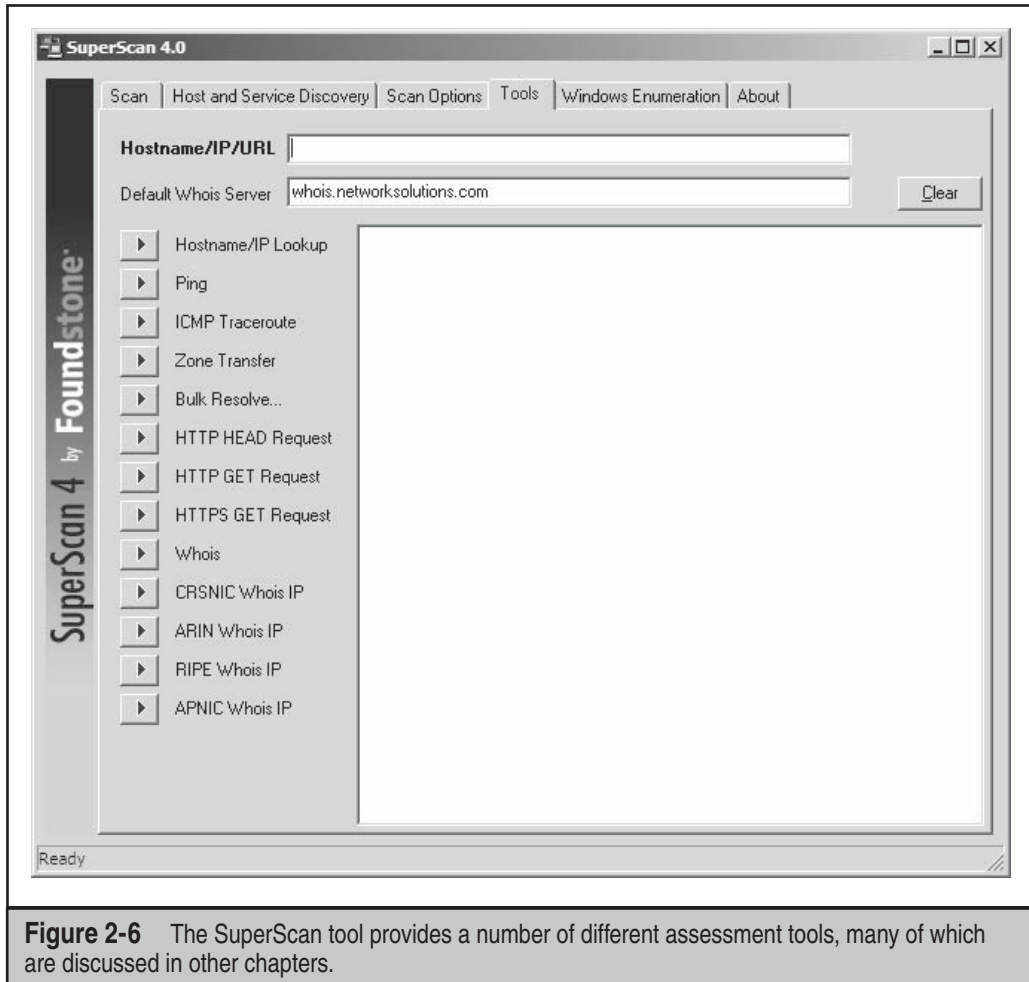 SuperScan 4.0
Scan
Host and Service Discovery
Scan Options
Tools
Windows Enumeration
About
Hostname/IP/URL
Default Whois Server
whois.networksolutions.com
Clear
Hostname/IP Lookup
Ping
ICMP Traceroute
Zone Transfer
Bulk Resolve...
HTTP HEAD Request
HTTP GET Request
HTTPS GET Request
Whois
CRSNIC Whois IP
ARIN Whois IP
RIPE Whois IP
APNIC Whois IP
SuperScan 4 by Foundstone
Ready
Figure 2-6 The SuperScan tool provides a number of different assessment tools, many of which
are discussed in other chapters.